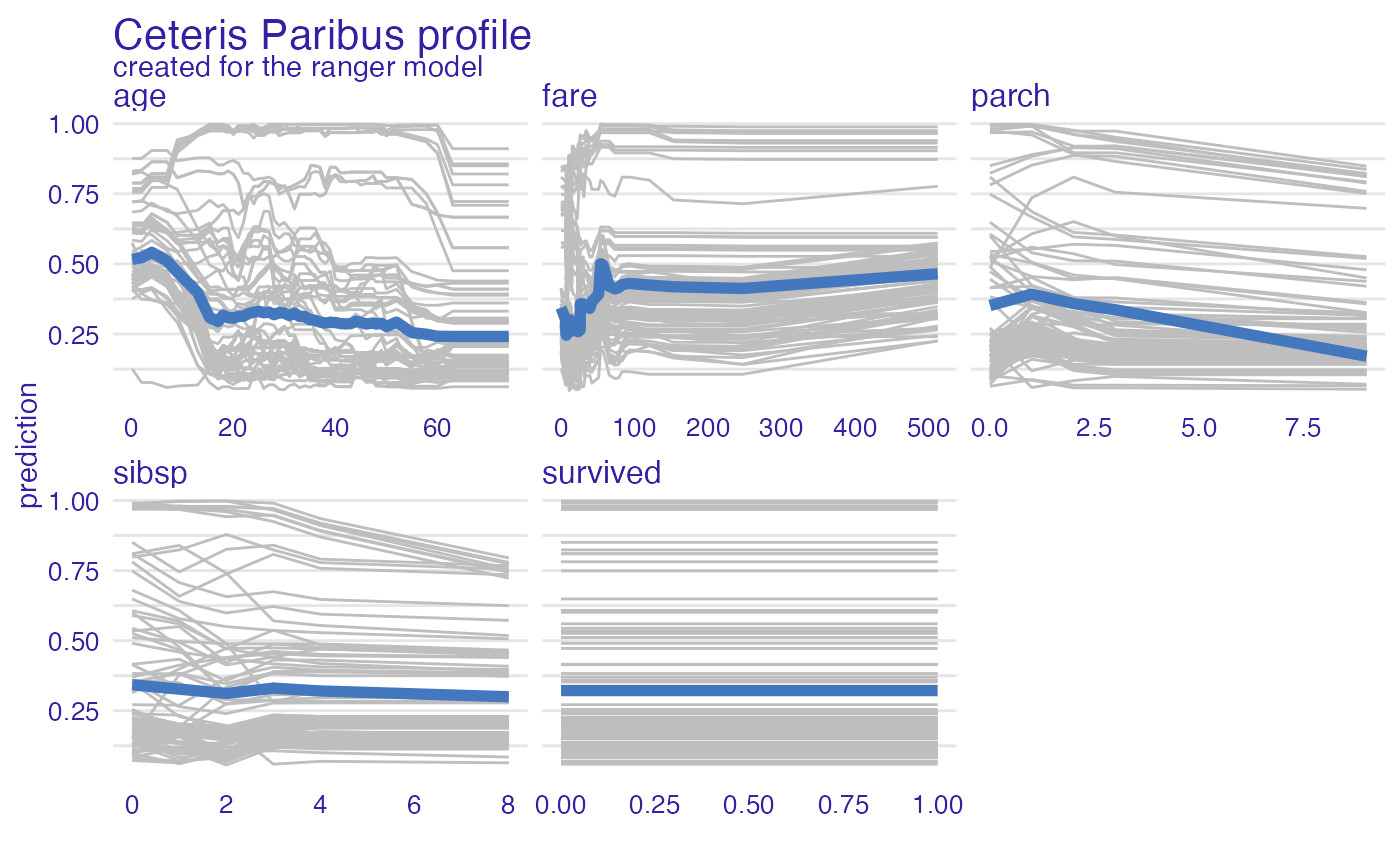 Ceteris Paribus profile
created for the ranger model
age
fare
parch
1.00
0.75
0.50
0.25
0 20 40 60
0 100 200 300 400 500
0.0 2.5 5.0 7.5
prediction
sibsp
survived
1.00
0.75
0.50
0.25
0 2 4 6 8
0.00 0.25 0.50 0.75 1.00